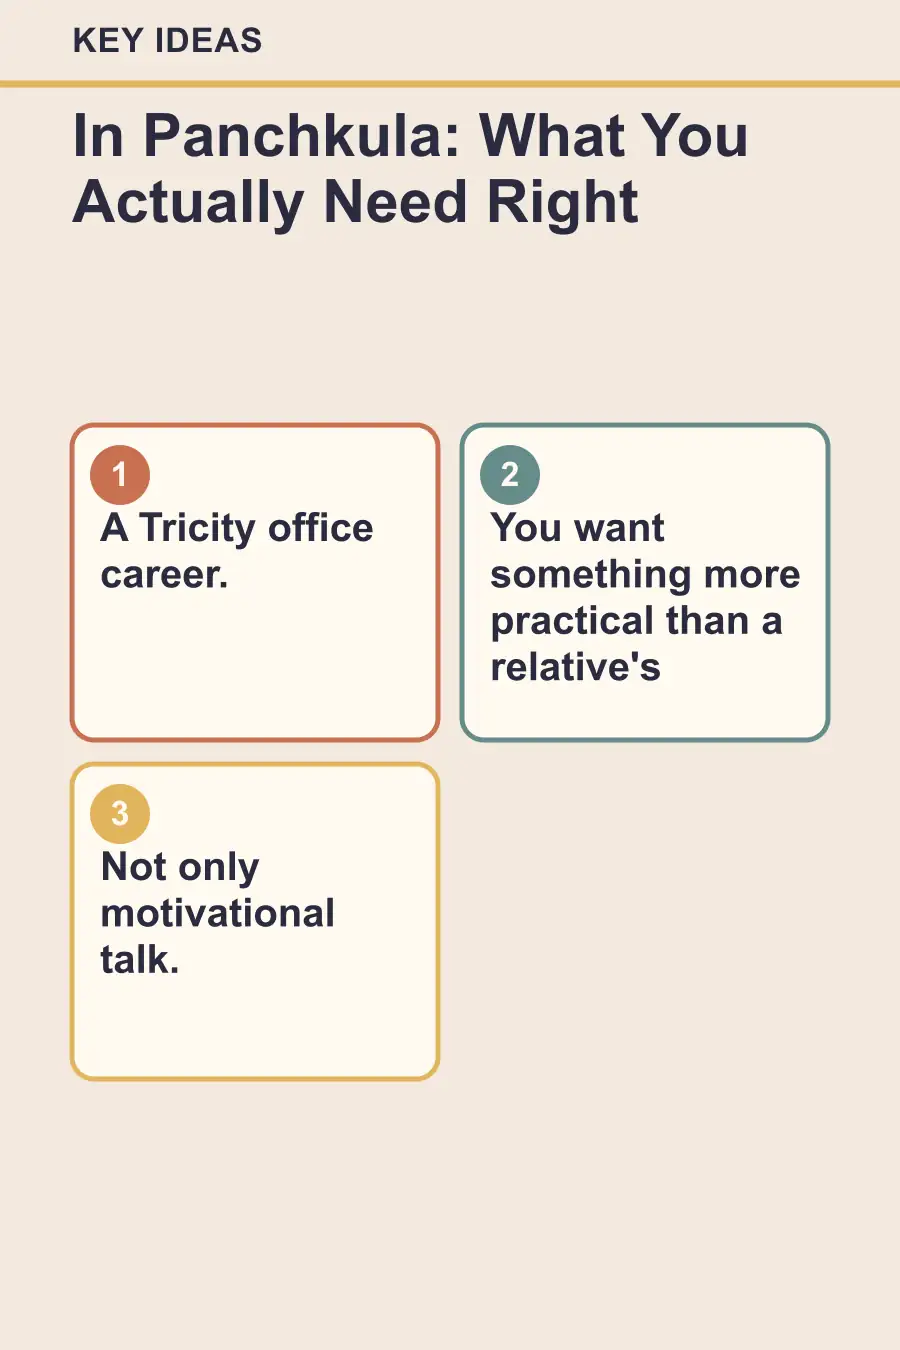 KEY IDEAS
In Panchkula: What You
Actually Need Right
1
A Tricity office
career.
2
You want
something more
practical than a
relative's
3
Not only
motivational
talk.